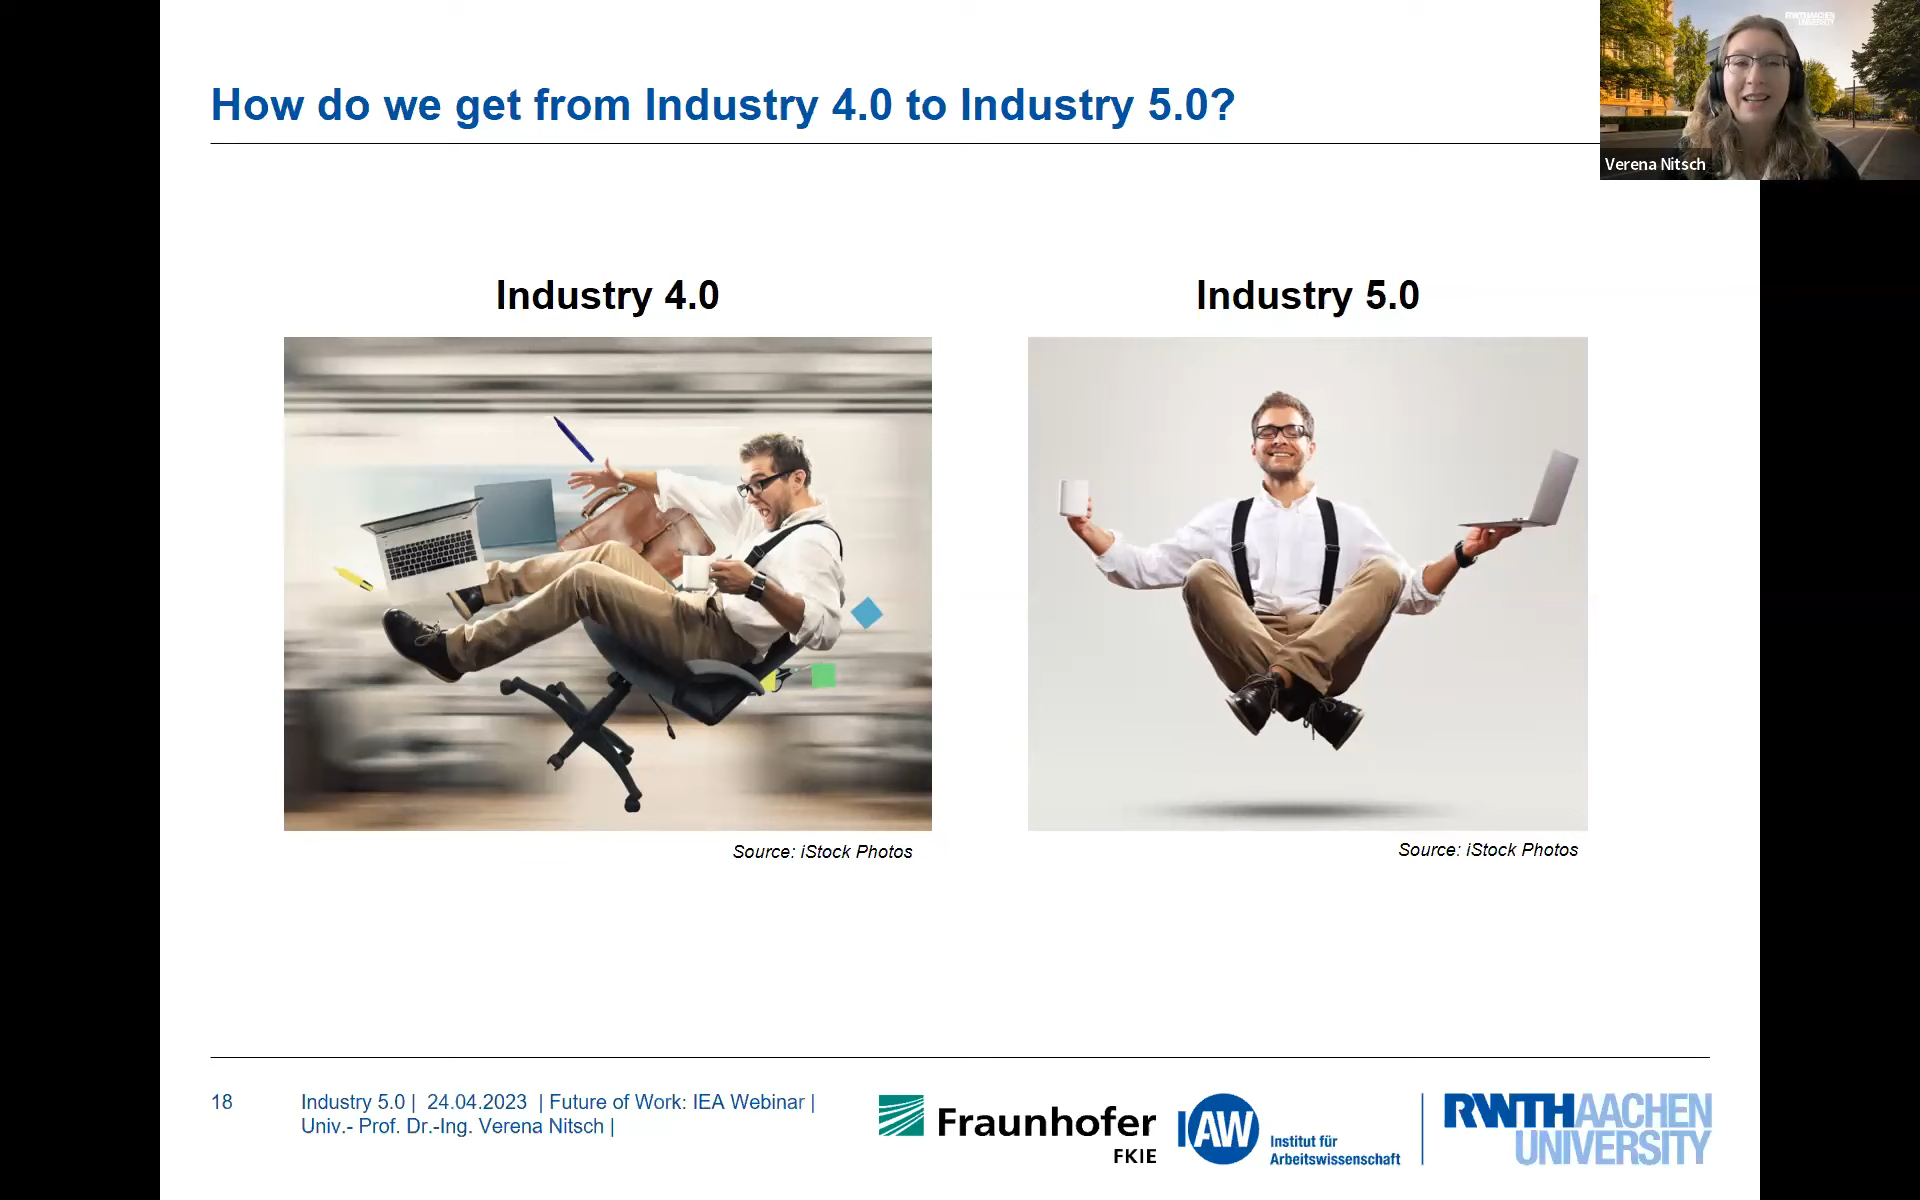 How do we get from Industry 4.0 to Industry 5.0?
RWTHAACHEN
UNIVERSITY
Verena Nitsch
Industry 4.0
Industry 5.0
Source: iStock Photos
Source: iStock Photos
18
Industry 5.0 | 24.04.2023 | Future of Work: IEA Webinar |
Univ.- Prof. Dr.-Ing. Verena Nitsch |
Fraunhofer
FKIE
IAW
Institut für
Arbeitswissenschaft
RWTHAACHEN
UNIVERSITY